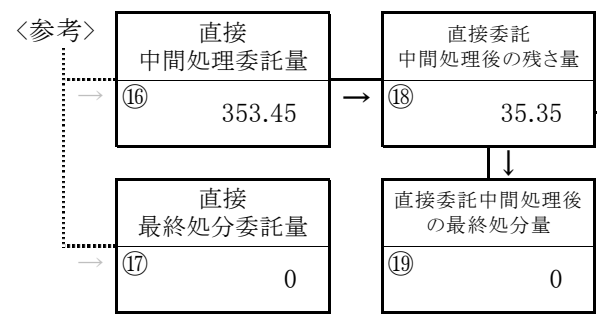 〈参考〉
直接
中間処理委託量
→
⑯
353.45
→
直接委託
中間処理後の残さ量
⑱
35.35
↓
直接
最終処分委託量
→
⑰
0
直接委託中間処理後
の最終処分量
⑲
0